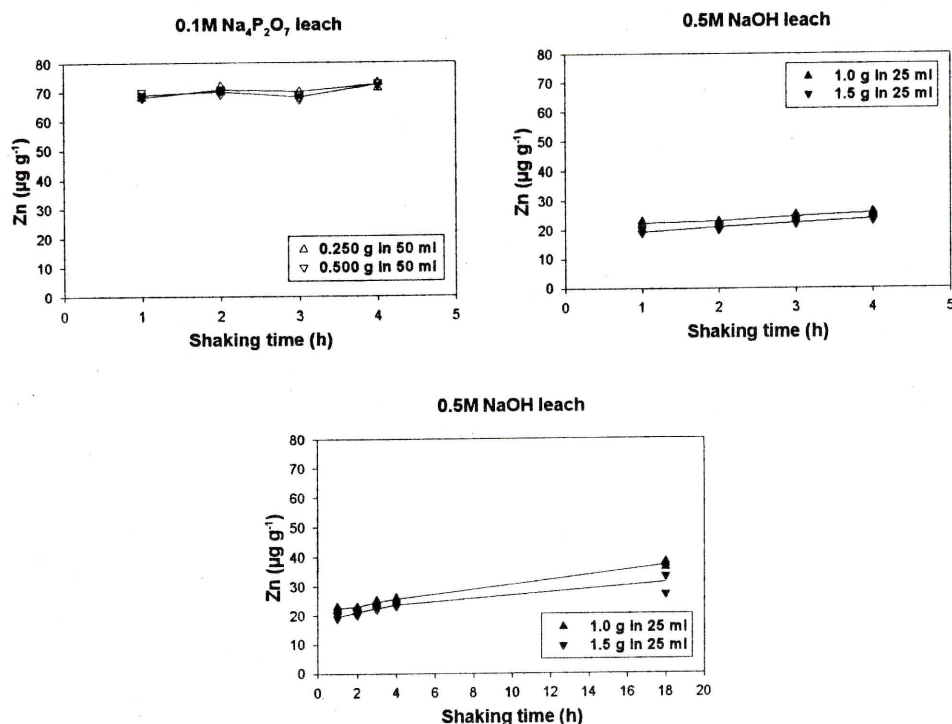 0.1M Na₄P₂O₇ leach
Zn (µg g⁻¹)
80
70
60
50
40
30
20
10
0
0 1 2 3 4 5
Shaking time (h)
△ 0.250 g in 50 ml
▽ 0.500 g in 50 ml
0.5M NaOH leach
Zn (µg g⁻¹)
80
70
60
50
40
30
20
10
0
0 1 2 3 4 5
Shaking time (h)
▲ 1.0 g in 25 ml
▼ 1.5 g in 25 ml
0.5M NaOH leach
Zn (µg g⁻¹)
80
70
60
50
40
30
20
10
0
0 2 4 6 8 10 12 14 16 18 20
Shaking time (h)
▲ 1.0 g in 25 ml
▼ 1.5 g in 25 ml